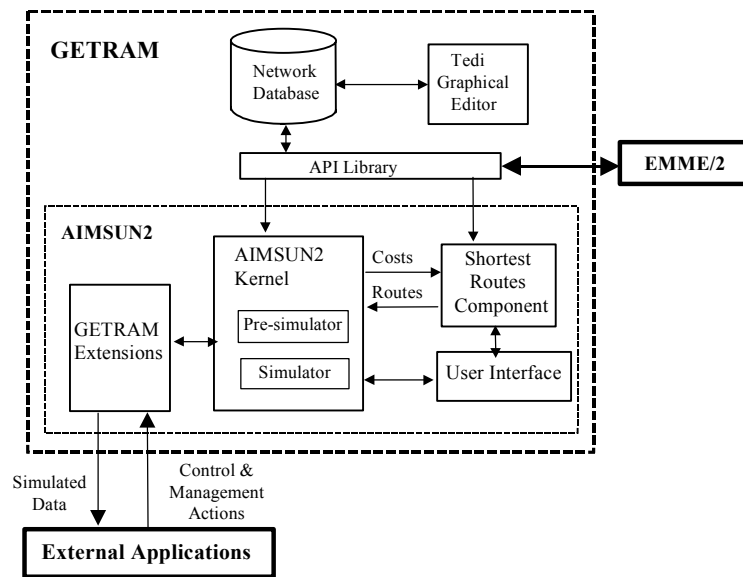 GETRAM
Network
Database
Tedi
Graphical
Editor
API Library
EMME/2
AIMSUN2
AIMSUN2
Kernel
Pre-simulator
Simulator
Costs
Routes
Shortest
Routes
Component
GETRAM
Extensions
User Interface
Simulated
Data
Control &
Management
Actions
External Applications